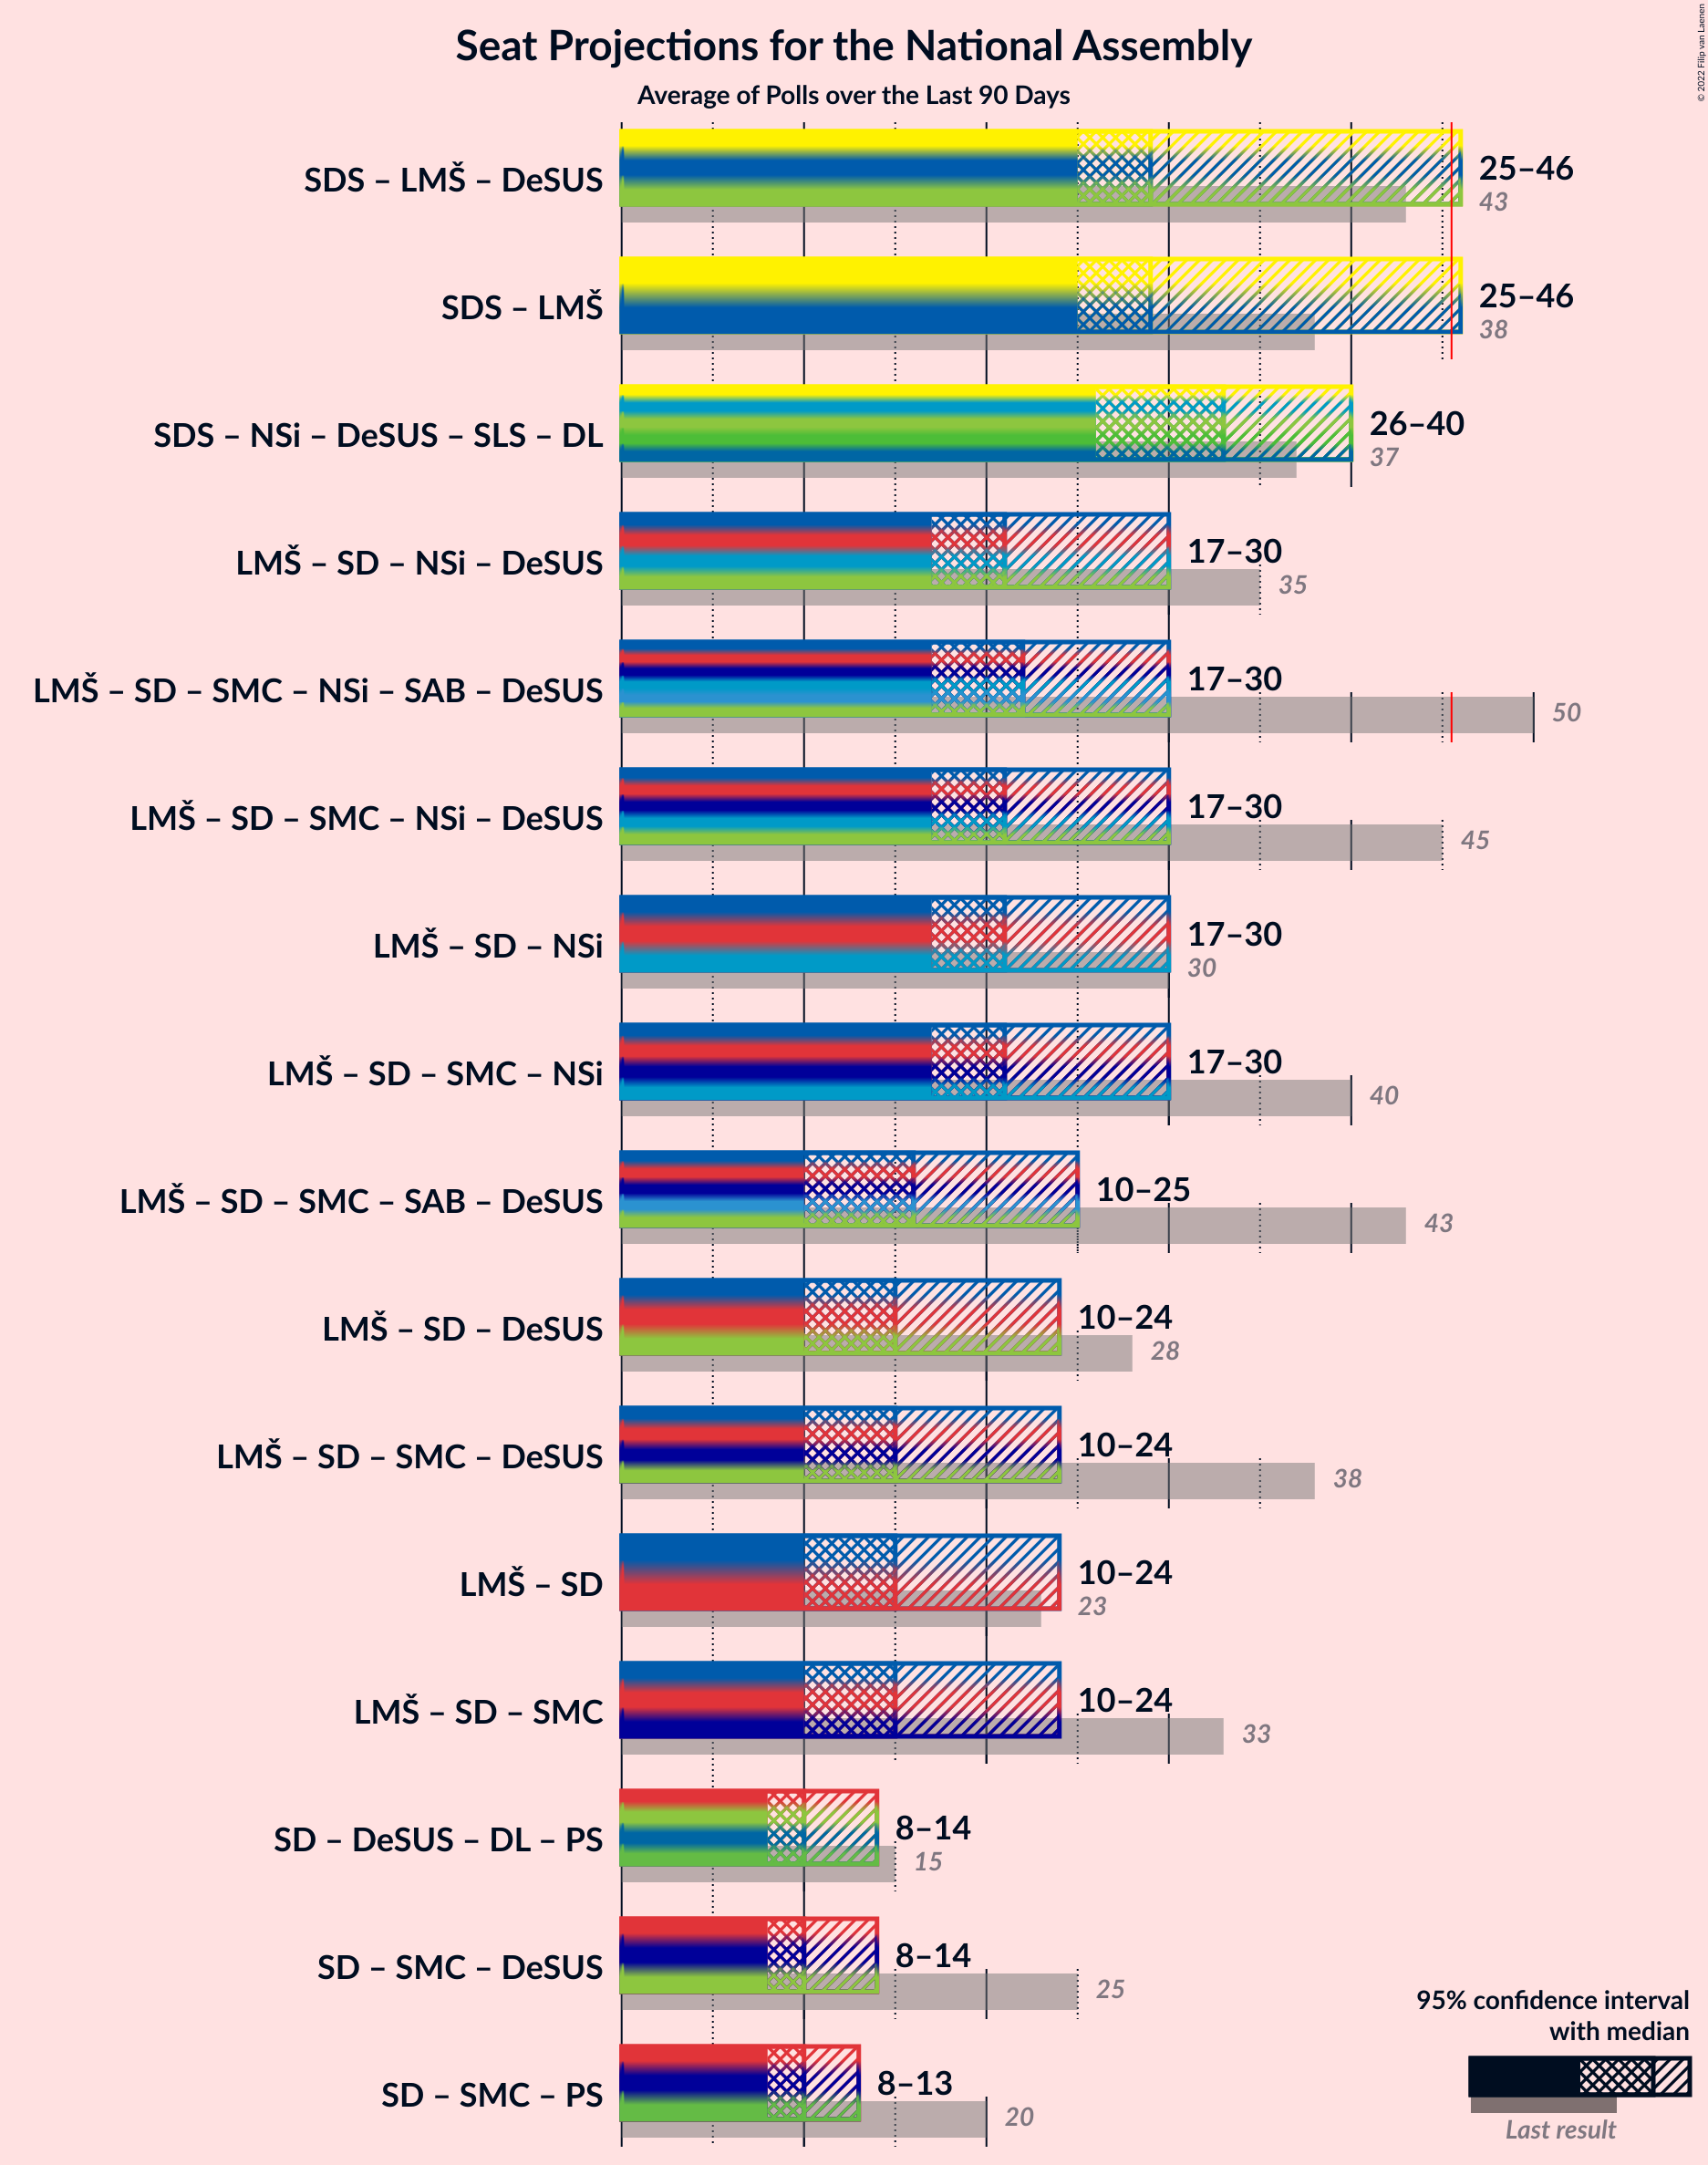 Seat Projections for the National Assembly
Average of Polls over the Last 90 Days
© 2022 Filip van Laenen
SDS – LMŠ – DeSUS
25–46
43
SDS – LMŠ
25–46
38
SDS – NSi – DeSUS – SLS – DL
26–40
37
LMŠ – SD – NSi – DeSUS
17–30
35
LMŠ – SD – SMC – NSi – SAB – DeSUS
17–30
50
LMŠ – SD – SMC – NSi – DeSUS
17–30
45
LMŠ – SD – NSi
17–30
30
LMŠ – SD – SMC – NSi
17–30
40
LMŠ – SD – SMC – SAB – DeSUS
10–25
43
LMŠ – SD – DeSUS
10–24
28
LMŠ – SD – SMC – DeSUS
10–24
38
LMŠ – SD
10–24
23
LMŠ – SD – SMC
10–24
33
SD – DeSUS – DL – PS
8–14
15
SD – SMC – DeSUS
8–14
25
SD – SMC – PS
8–13
20
95% confidence interval
with median
Last result